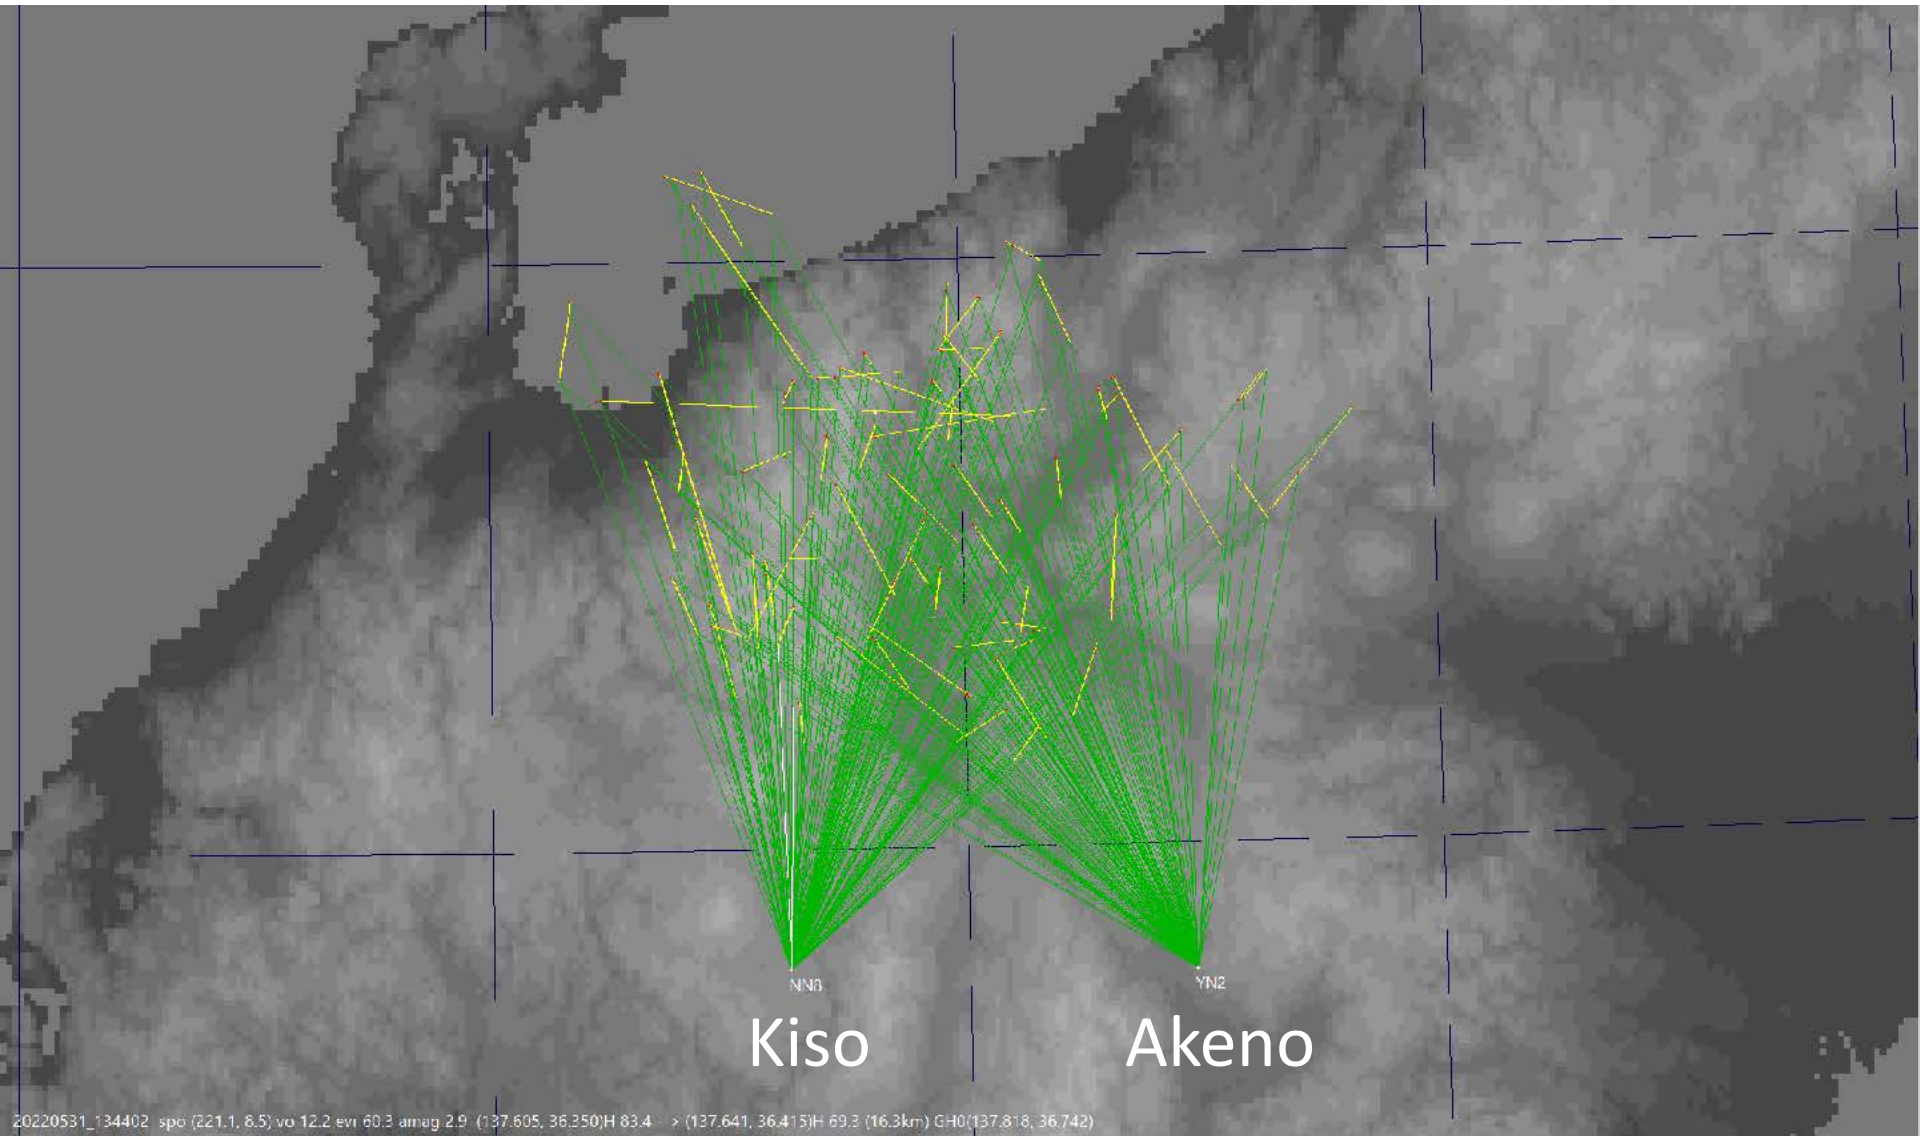 NN8 YN2
Kiso Akeno
20220531_134402 spo (221.1, 8.5) vo 12.2 evr 60.3 amag 2.9 (137.605, 36.350)H 83.4 -> (137.641, 36.415)H 69.3 (16.3km) GH0(137.818, 36.742)